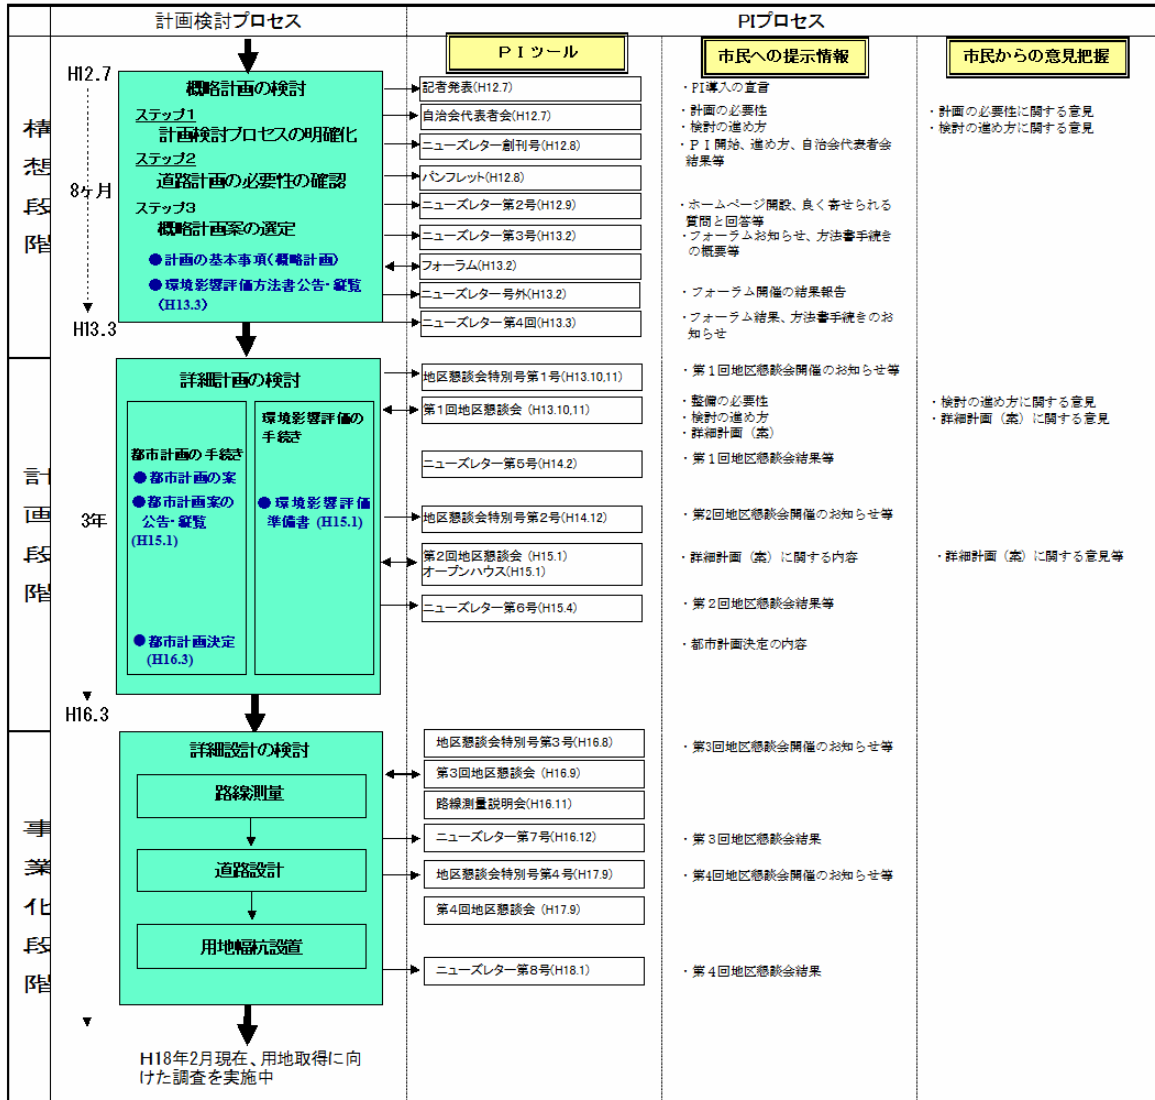 計画検討プロセス
PIプロセス
PIツール
市民への提示情報
市民からの意見把握
構想段階
H12.7
8ヶ月
H13.3
概略計画の検討
ステップ1
計画検討プロセスの明確化
ステップ2
道路計画の必要性の確認
ステップ3
概略計画案の選定
●計画の基本事項(概略計画)
●環境影響評価方法書公告・縦覧
(H13.3)
記者発表(H12.7)
・PI導入の宣言
自治会代表者会(H12.7)
・計画の必要性
・検討の進め方
・計画の必要性に関する意見
・検討の進め方に関する意見
ニューズレター創刊号(H12.8)
・PI開始、進め方、自治会代表者会
結果等
パンフレット(H12.8)
ニューズレター第2号(H12.9)
・ホームページ開設、良く寄せられる
質問と回答等
ニューズレター第3号(H13.2)
・フォーラムお知らせ、方法書手続き
の概要等
フォーラム(H13.2)
ニューズレター号外(H13.2)
・フォーラム開催の結果報告
ニューズレター第4回(H13.3)
・フォーラム結果、方法書手続きのお
知らせ
計画段階
3年
H16.3
詳細計画の検討
都市計画の手続き
●都市計画の案
●都市計画案の
公告・縦覧
(H15.1)
●都市計画決定
(H16.3)
環境影響評価の
手続き
●環境影響評価
準備書 (H15.1)
地区懇談会特別号第1号(H13.10,11)
・第1回地区懇談会開催のお知らせ等
第1回地区懇談会 (H13.10,11)
・整備の必要性
・検討の進め方
・詳細計画(案)
・検討の進め方に関する意見
・詳細計画(案)に関する意見
ニューズレター第5号(H14.2)
・第1回地区懇談会結果等
地区懇談会特別号第2号(H14.12)
・第2回地区懇談会開催のお知らせ等
第2回地区懇談会 (H15.1)
オープンハウス(H15.1)
・詳細計画(案)に関する内容
・詳細計画(案)に関する意見等
ニューズレター第6号(H15.4)
・第2回地区懇談会結果等
・都市計画決定の内容
事業化段階
詳細設計の検討
路線測量
道路設計
用地幅杭設置
地区懇談会特別号第3号(H16.8)
・第3回地区懇談会開催のお知らせ等
第3回地区懇談会 (H16.9)
路線測量説明会(H16.11)
ニューズレター第7号(H16.12)
・第3回地区懇談会結果
地区懇談会特別号第4号(H17.9)
・第4回地区懇談会開催のお知らせ等
第4回地区懇談会 (H17.9)
ニューズレター第8号(H18.1)
・第4回地区懇談会結果
H18年2月現在、用地取得に向
けた調査を実施中